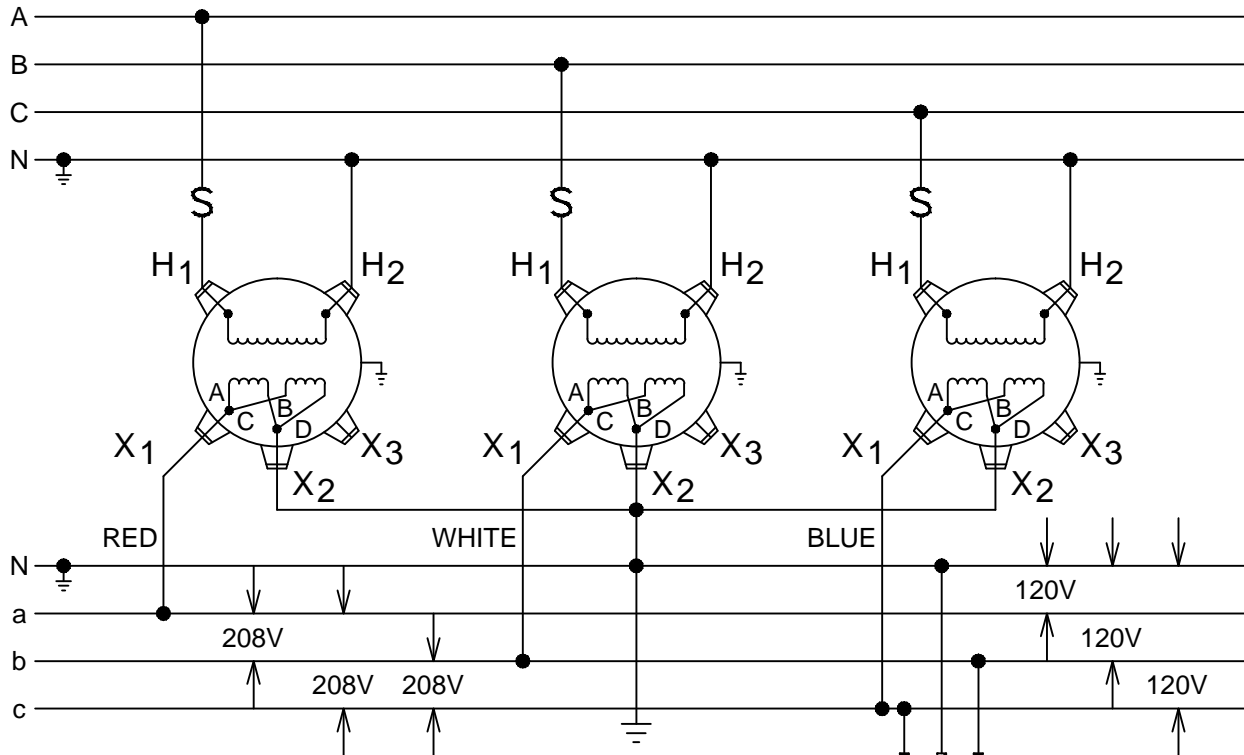 A
B
C
N
S S S
H1 H2 H1 H2 H1 H2
A B A B A B
C D C D C D
X1 X3 X1 X3 X1 X3
X2 X2 X2
RED WHITE BLUE
N
120V
a
208V 120V
b
208V 208V 120V
c